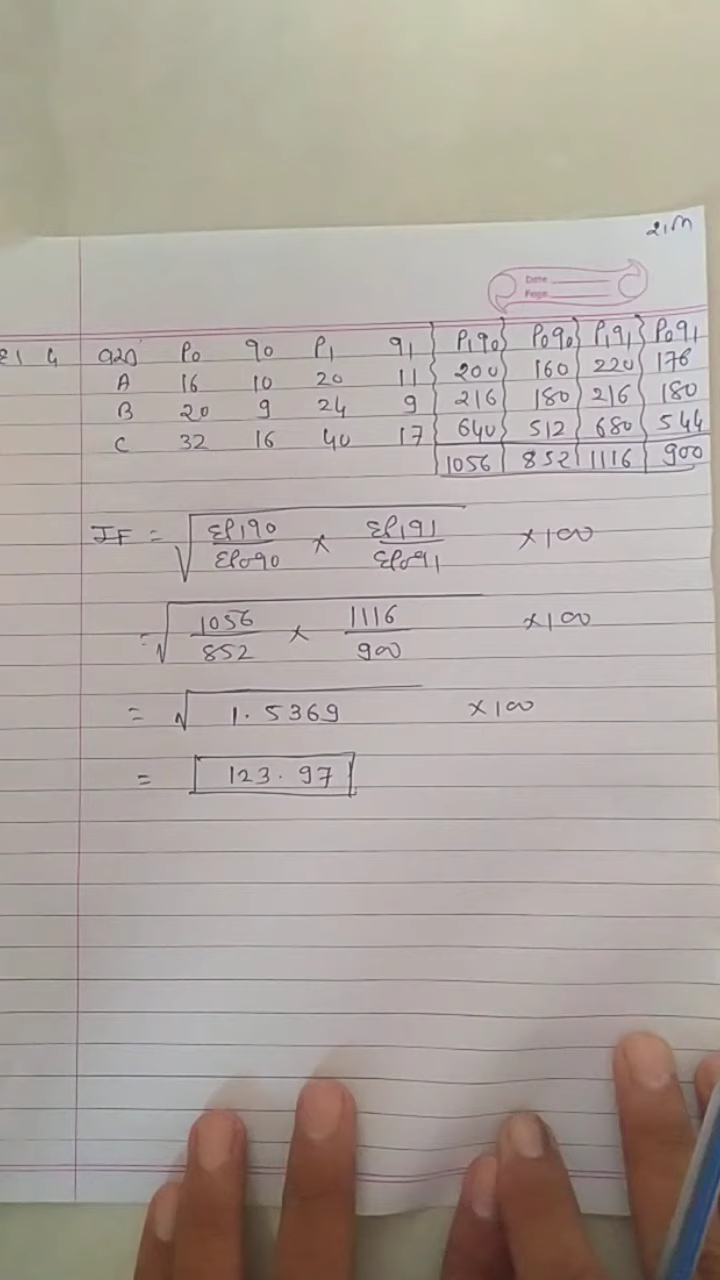 21M
Date
Page
21 4 P0 q0 P1 q1 P1q0 P0q0 P1q1 P0q1
A 16 10 20 11 200 160 220 176
B 20 9 24 9 216 180 216 180
C 32 16 40 17 640 512 680 544
1056 852 1116 900
IF = √ ΣP1q0 / ΣP0q0 × ΣP1q1 / ΣP0q1 ×100
= √ 1056 / 852 × 1116 / 900 ×100
= √ 1.5369 ×100
= 123.97